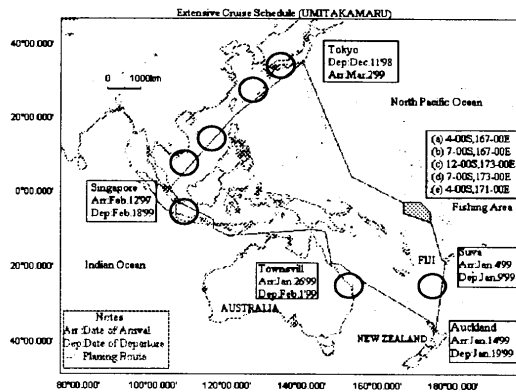 Extensive Cruise Schedule (UMITAKAMARU)
40°00.000'
20°00.000'
0°00.000'
20°00.000'
40°00.000'
0 1000km
Tokyo
Dep:Dec.11'98
Arr:Mar.2'99
North Pacific Ocean
(a) 4-00S,167-00E
(b) 7-00S,167-00E
(c) 12-00S,173-00E
(d) 7-00S,173-00E
(e) 4-00S,171-00E
Fishing Area
Singapore
Arr:Feb.12'99
Dep:Feb.18'99
Indian Ocean
Townsvill
Arr:Jan.26'99
Dep:Feb.1'99
AUSTRALIA
FIJI
Suva
Arr:Jan.4'99
Dep:Jan.9'99
NEW ZEALAND
Auckland
Arr:Jan.14'99
Dep:Jan.19'99
Notes
Arr:Date of Arrival
Dep:Date of Departure
Planing Route
80°00.000' 100°00.000' 120°00.000' 140°00.000' 160°00.000' 180°00.000'